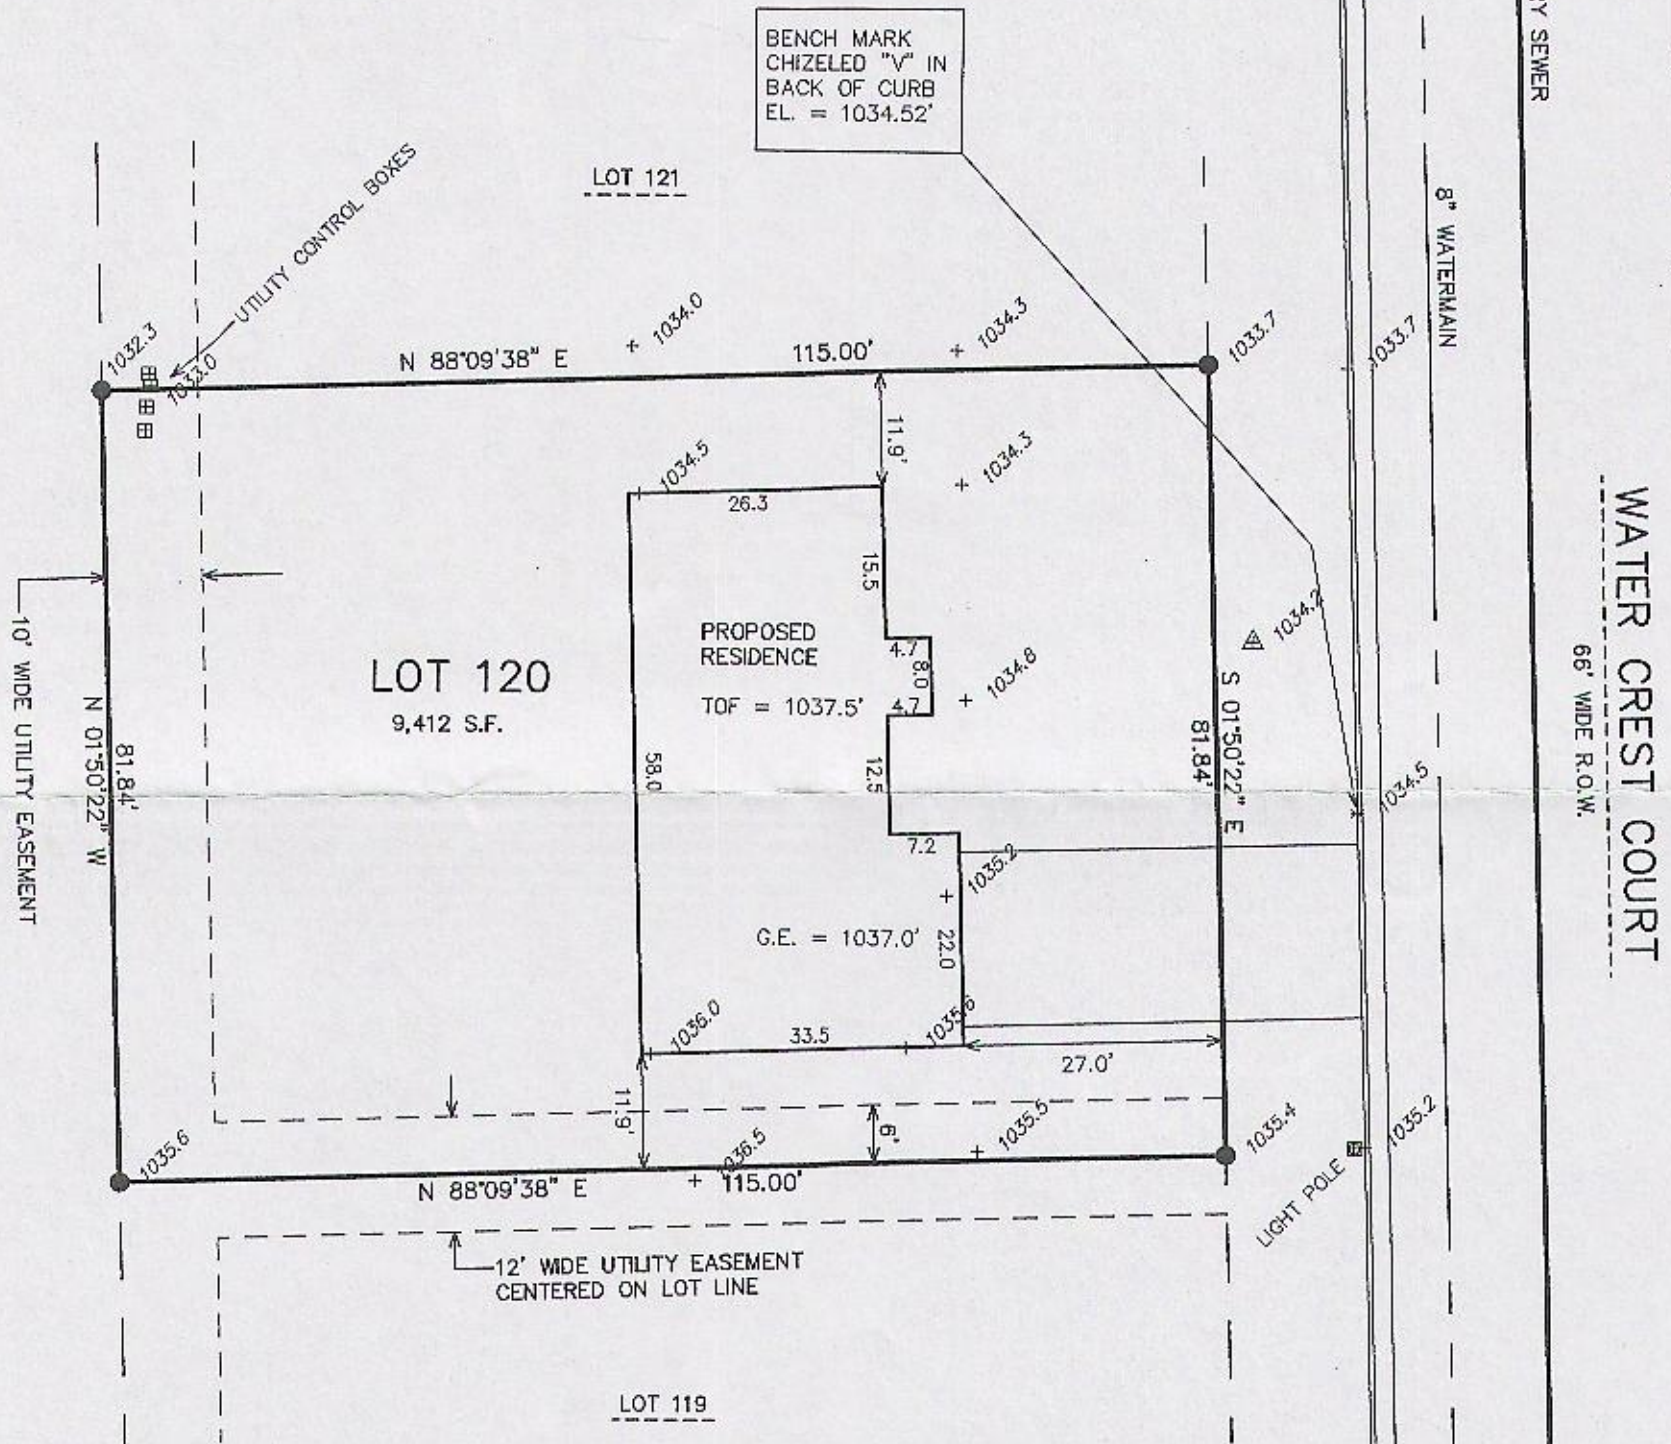 BENCH MARK
CHIZELED "V" IN
BACK OF CURB
EL. = 1034.52'
Y SEWER
8" WATERMAIN
LOT 121
UTILITY CONTROL BOXES
1032.3
1033.0
1034.0
1034.3
1033.7
1033.7
N 88°09'38" E
115.00'
11.9'
1034.5
1034.3
26.3
15.5
PROPOSED
RESIDENCE
TOF = 1037.5'
4.7
8.0
4.7
1034.8
1034.2
LOT 120
9,412 S.F.
58.0
12.5
7.2
1035.2
G.E. = 1037.0'
22.0
S 01°50'22" E
81.84'
1034.5
WATER CREST COURT
66' WIDE R.O.W.
10' WIDE UTILITY EASEMENT
N 01°50'22" W
81.84'
1036.0
33.5
1035.6
27.0'
11.9'
6'
1035.6
1036.5
1035.5
1035.4
1035.2
LIGHT POLE
N 88°09'38" E
115.00'
12' WIDE UTILITY EASEMENT
CENTERED ON LOT LINE
LOT 119